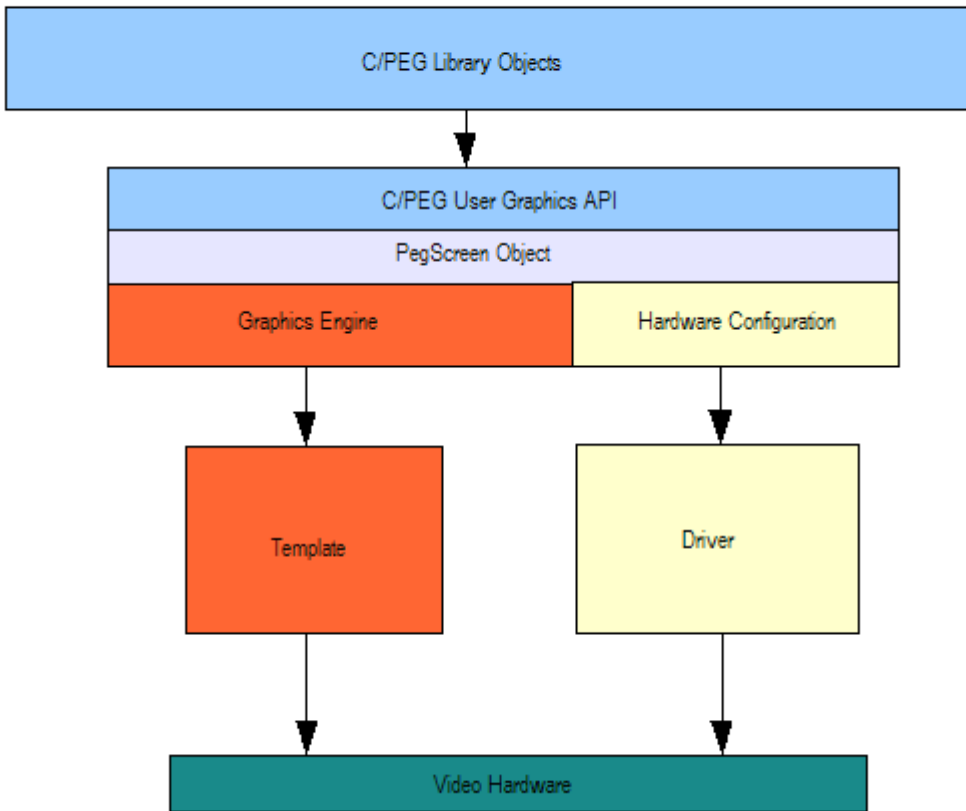 C/PEG Library Objects
C/PEG User Graphics API
PegScreen Object
Graphics Engine
Hardware Configuration
Template
Driver
Video Hardware